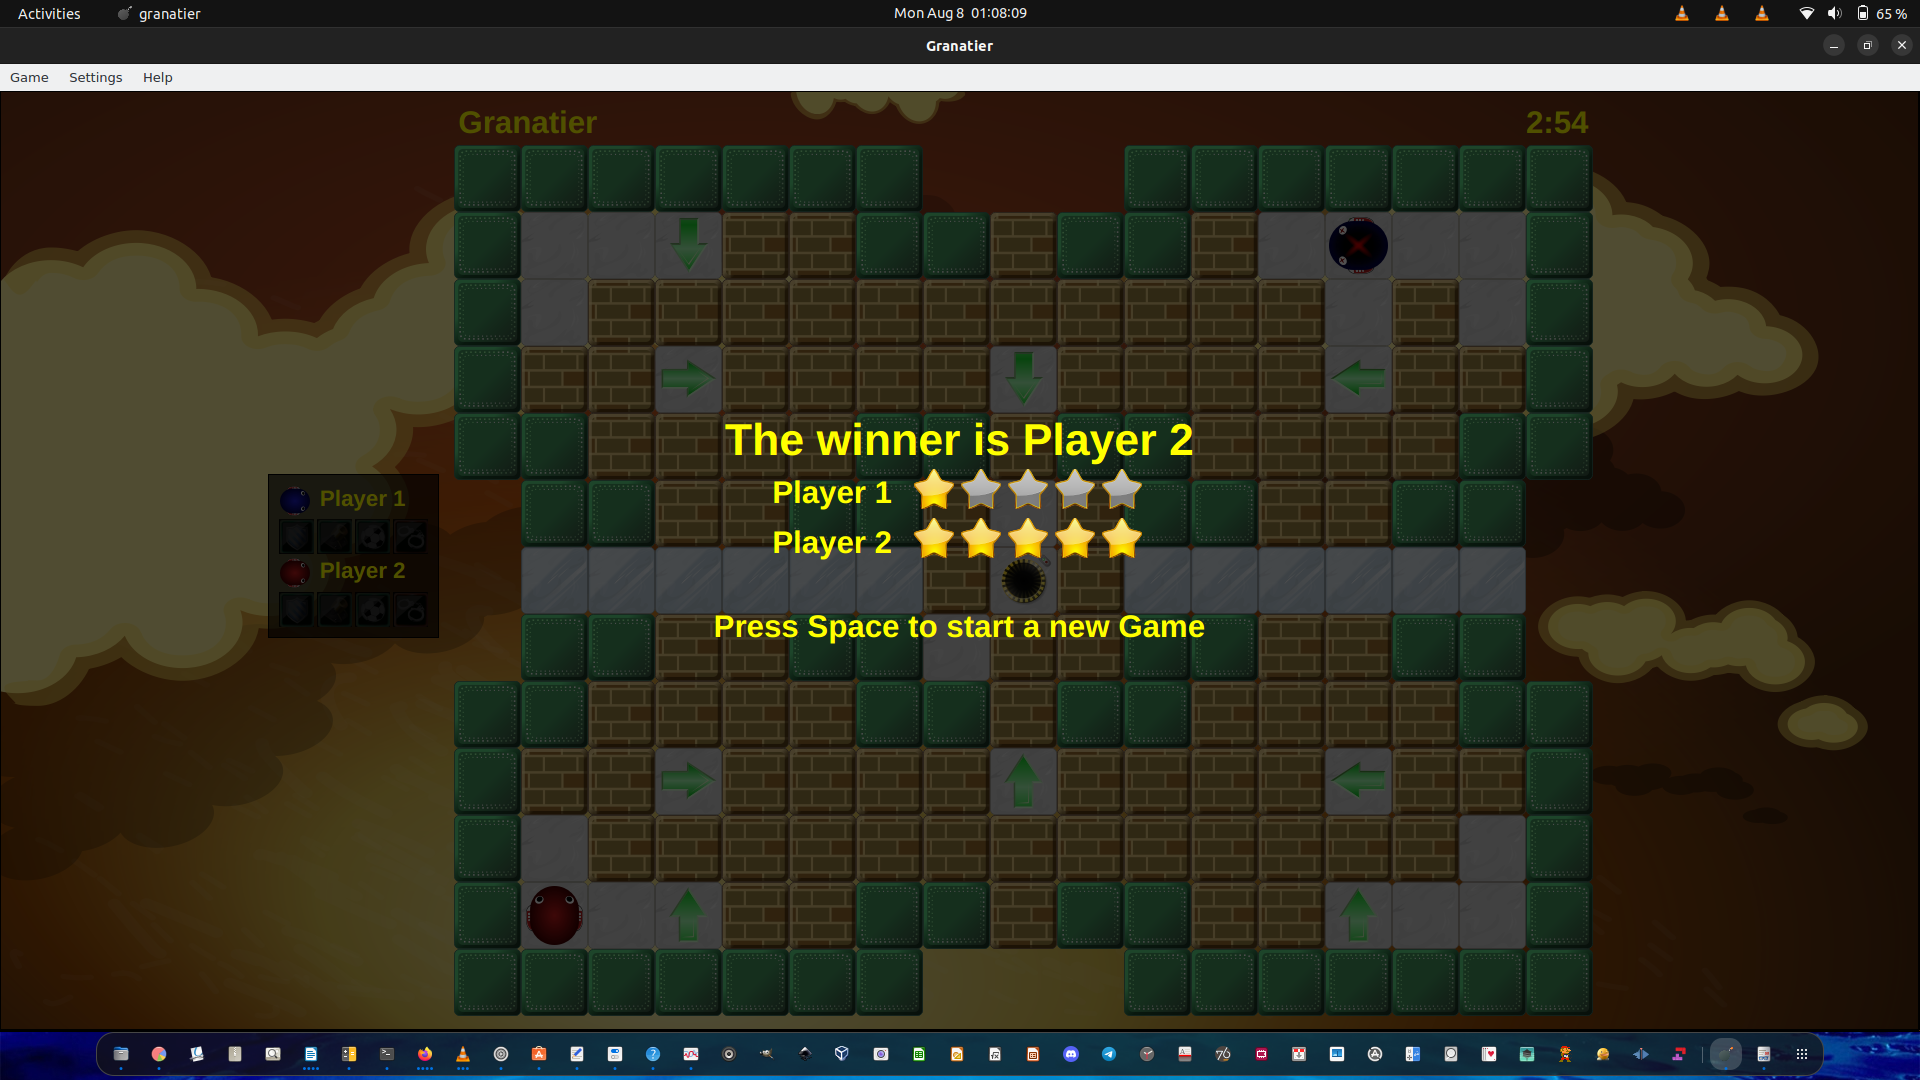 Activities
granatier
Mon Aug 8 01:08:09
65 %
Granatier
Game
Settings
Help
Granatier
2:54
The winner is Player 2
Player 1
Player 2
Player 1
Player 2
Press Space to start a new Game